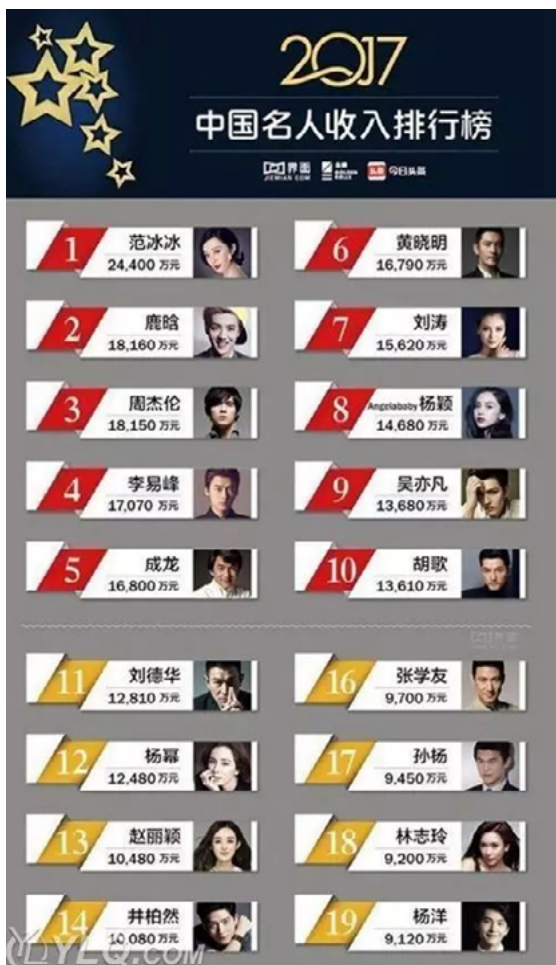 2017
中国名人收入排行榜
界面 JIEMIAN.COM 今日头条
1 范冰冰
24,400 万元
2 鹿晗
18,160 万元
3 周杰伦
18,150 万元
4 李易峰
17,070 万元
5 成龙
16,800 万元
6 黄晓明
16,790 万元
7 刘涛
15,620 万元
8 Angelababy 杨颖
14,680 万元
9 吴亦凡
13,680 万元
10 胡歌
13,610 万元
界面
11 刘德华
12,810 万元
12 杨幂
12,480 万元
13 赵丽颖
10,480 万元
14 井柏然
10,080 万元
16 张学友
9,700 万元
17 孙杨
9,450 万元
18 林志玲
9,200 万元
19 杨洋
9,120 万元
YLQ.COM